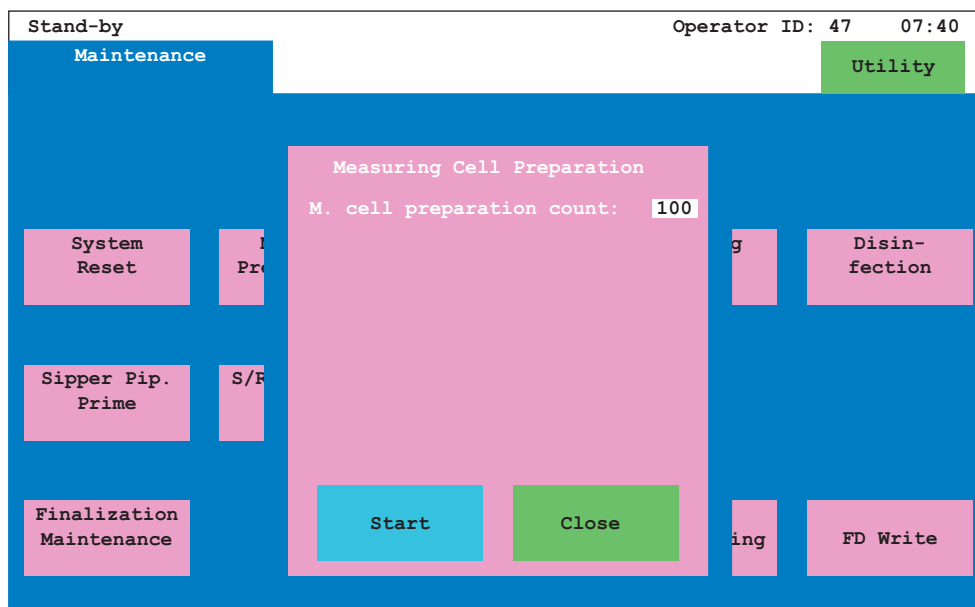 Stand-by
Operator ID: 47 07:40
Maintenance
Utility
Measuring Cell Preparation
M. cell preparation count: 100
System
Reset
Disin-
fection
Sipper Pip.
Prime
S/R
Start
Close
Finalization
Maintenance
ing
FD Write